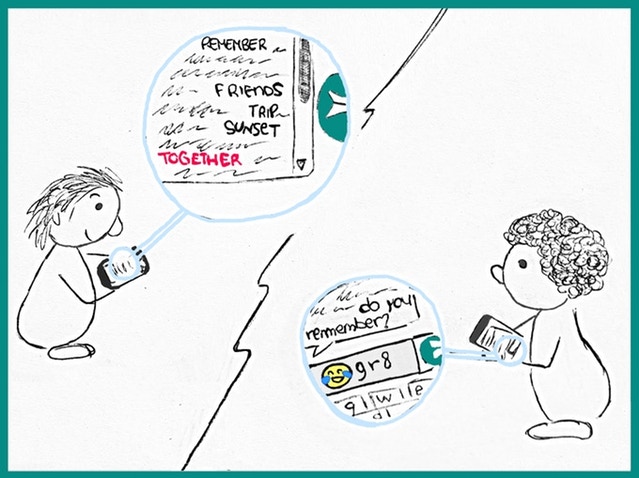 REMEMBER
FRIENDS
TRIP
SUNSET
TOGETHER
do you
remember?
😂 gr8
q w e
a